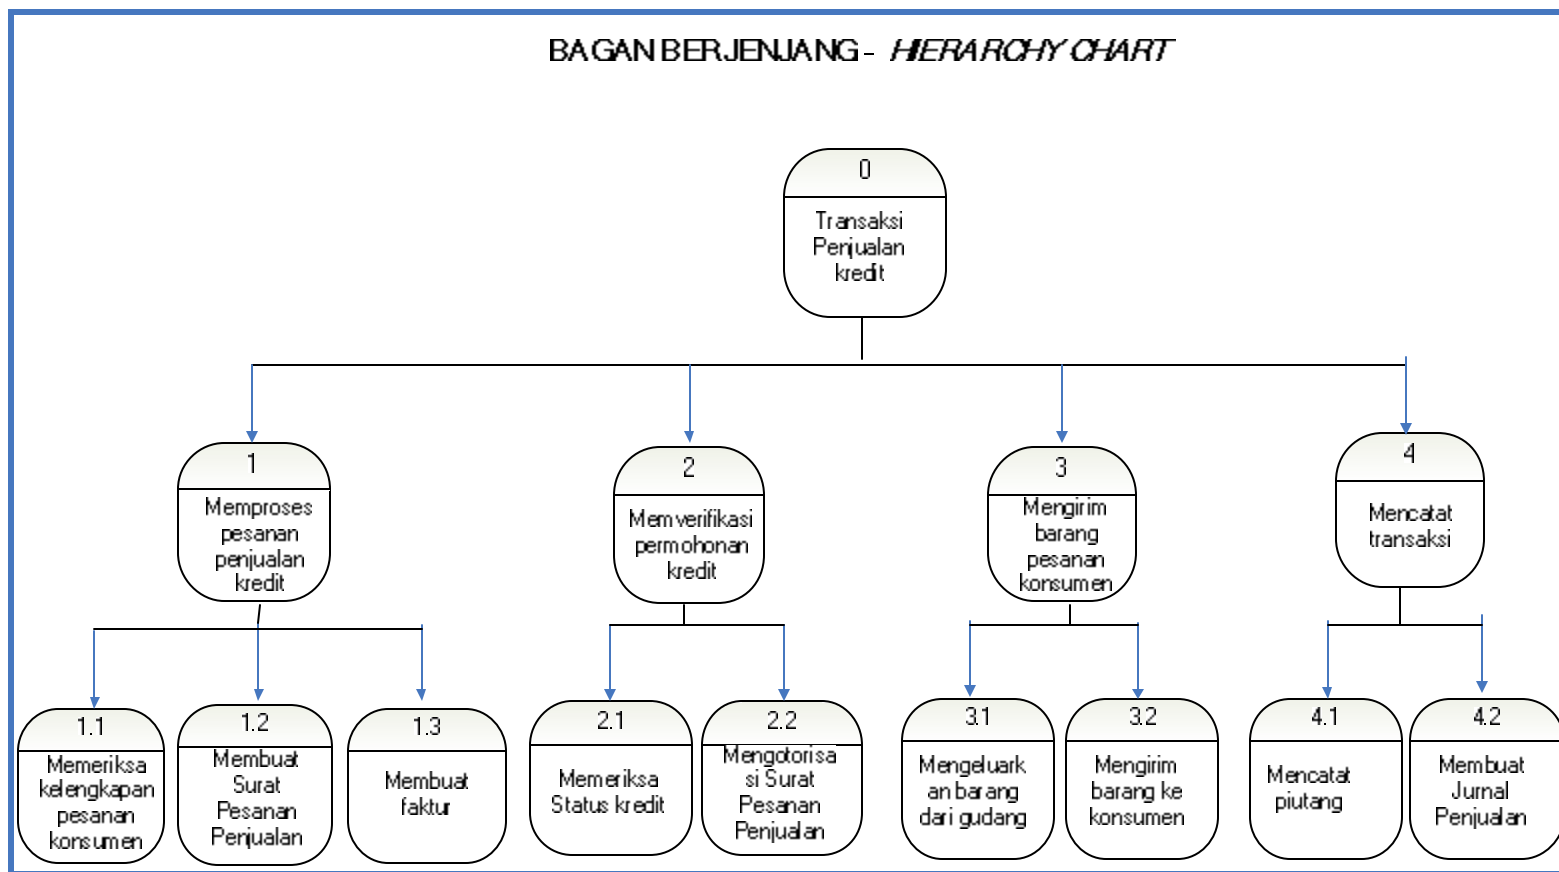 BAGAN BERJENJANG - HIERARCHY CHART
0
Transaksi
Penjualan
kredit
1
Memproses
pesanan
penjualan
kredit
2
Memverifikasi
permohonan
kredit
3
Mengirim
barang
pesanan
konsumen
4
Mencatat
transaksi
1.1
Memeriksa
kelengkapan
pesanan
konsumen
1.2
Membuat
Surat
Pesanan
Penjualan
1.3
Membuat
faktur
2.1
Memeriksa
Status kredit
2.2
Mengotorisa
si Surat
Pesanan
Penjualan
3.1
Mengeluark
an barang
dari gudang
3.2
Mengirim
barang ke
konsumen
4.1
Mencatat
piutang
4.2
Membuat
Jurnal
Penjualan